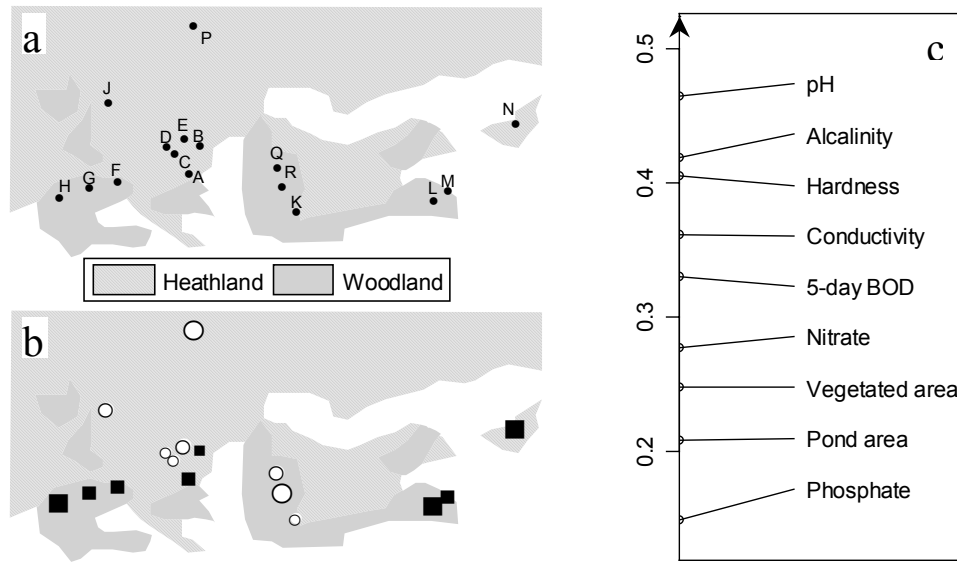 a
P
J
N
E
D
B
C
A
Q
R
K
H
G
F
L
M
Heathland
Woodland
b
c
0.5
0.4
0.3
0.2
pH
Alcalinity
Hardness
Conductivity
5-day BOD
Nitrate
Vegetated area
Pond area
Phosphate